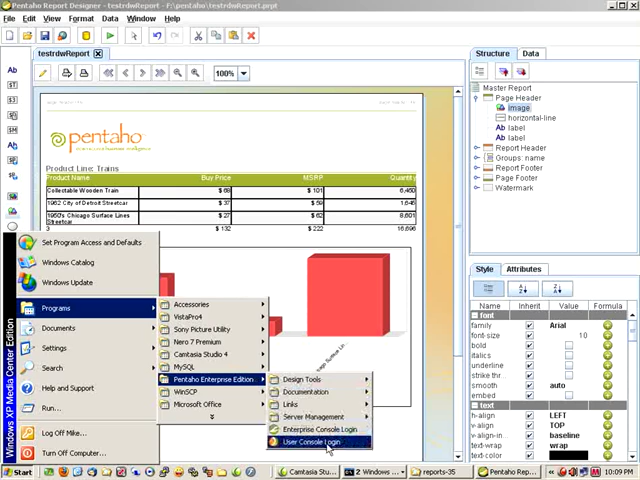 Pentaho Report Designer - testrdwReport - F:\pentaho\testrdwReport.prpt
File Edit View Format Data Window Help
testrdwReport
100%
pentaho
Product Line: Trains
Product Name Buy Price MSRP Quantity
Collectable Wooden Train $ 68 $ 101 6,450
1962 City of Detroit Streetcar $ 37 $ 59
1950's Chicago Surface Lines Streetcar $ 27 $ 62 8,601
3 $ 132 $ 222
Structure Data
Master Report
Page Header
image
horizontal-line
label
label
Report Header
Groups: name
Report Footer
Page Footer
Watermark
Style Attributes
Name Inherit Value Formula
font
family Arial
font-size 10
bold
italics
underline
strike thr...
smooth auto
text
h-align LEFT
v-align-i... TOP
v-align-in... baseline
text-wrap wrap
text-color
Windows XP Media Center Edition
Set Program Access and Defaults
Windows Catalog
Windows Update
Programs
Documents
Settings
Search
Help and Support
Run...
Log Off Mike...
Turn Off Computer...
Accessories
VistaPro4
Sony Picture Utility
Nero 7 Premium
Camtasia Studio 4
MySQL
Pentaho Enterprise Edition
WinSCP
Microsoft Office
Design Tools
Documentation
Links
Server Management
Enterprise Console Login
User Console Login
Start
Camtasia Stu...
2 Windows ...
reports-35
Pentaho Rep...
10:09 PM